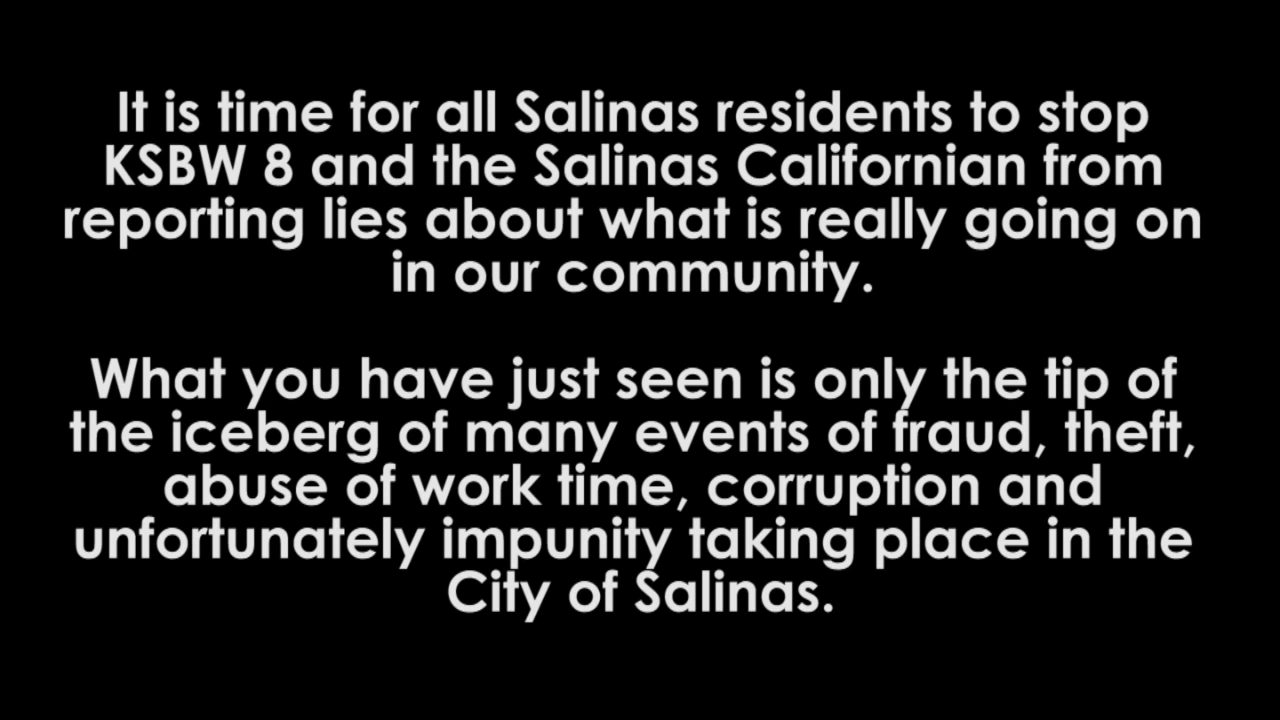 It is time for all Salinas residents to stop
KSBW 8 and the Salinas Californian from
reporting lies about what is really going on
in our community.
What you have just seen is only the tip of
the iceberg of many events of fraud, theft,
abuse of work time, corruption and
unfortunately impunity taking place in the
City of Salinas.